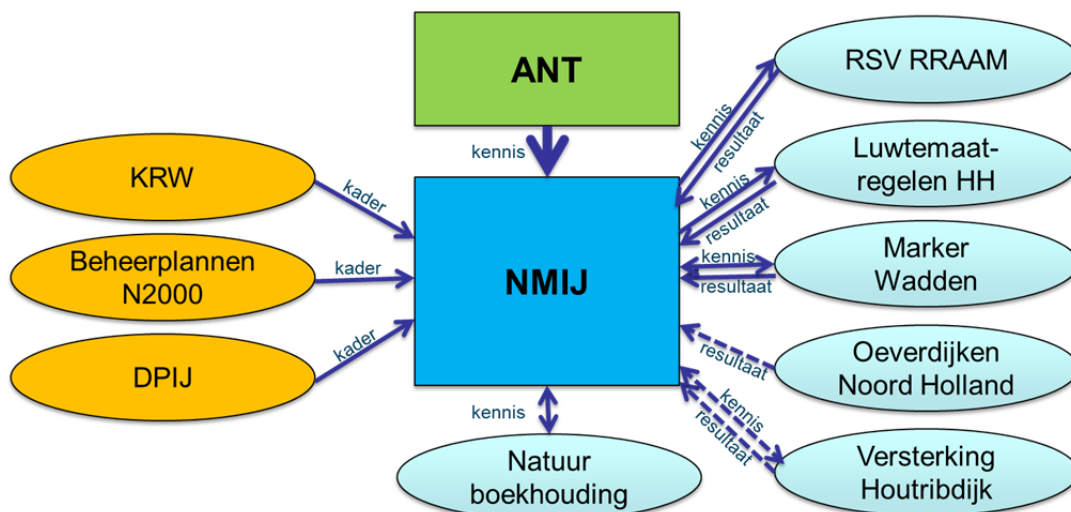 ANT
RSV RRAAM
kennis
kennis
resultaat
KRW
kader
Luwtemaat-
regelen HH
kennis
resultaat
Beheerplannen
N2000
kader
NMIJ
Marker
Wadden
kennis
resultaat
DPIJ
kader
Oeverdijken
Noord Holland
resultaat
kennis
Natuur
boekhouding
Versterking
Houtribdijk
kennis
resultaat